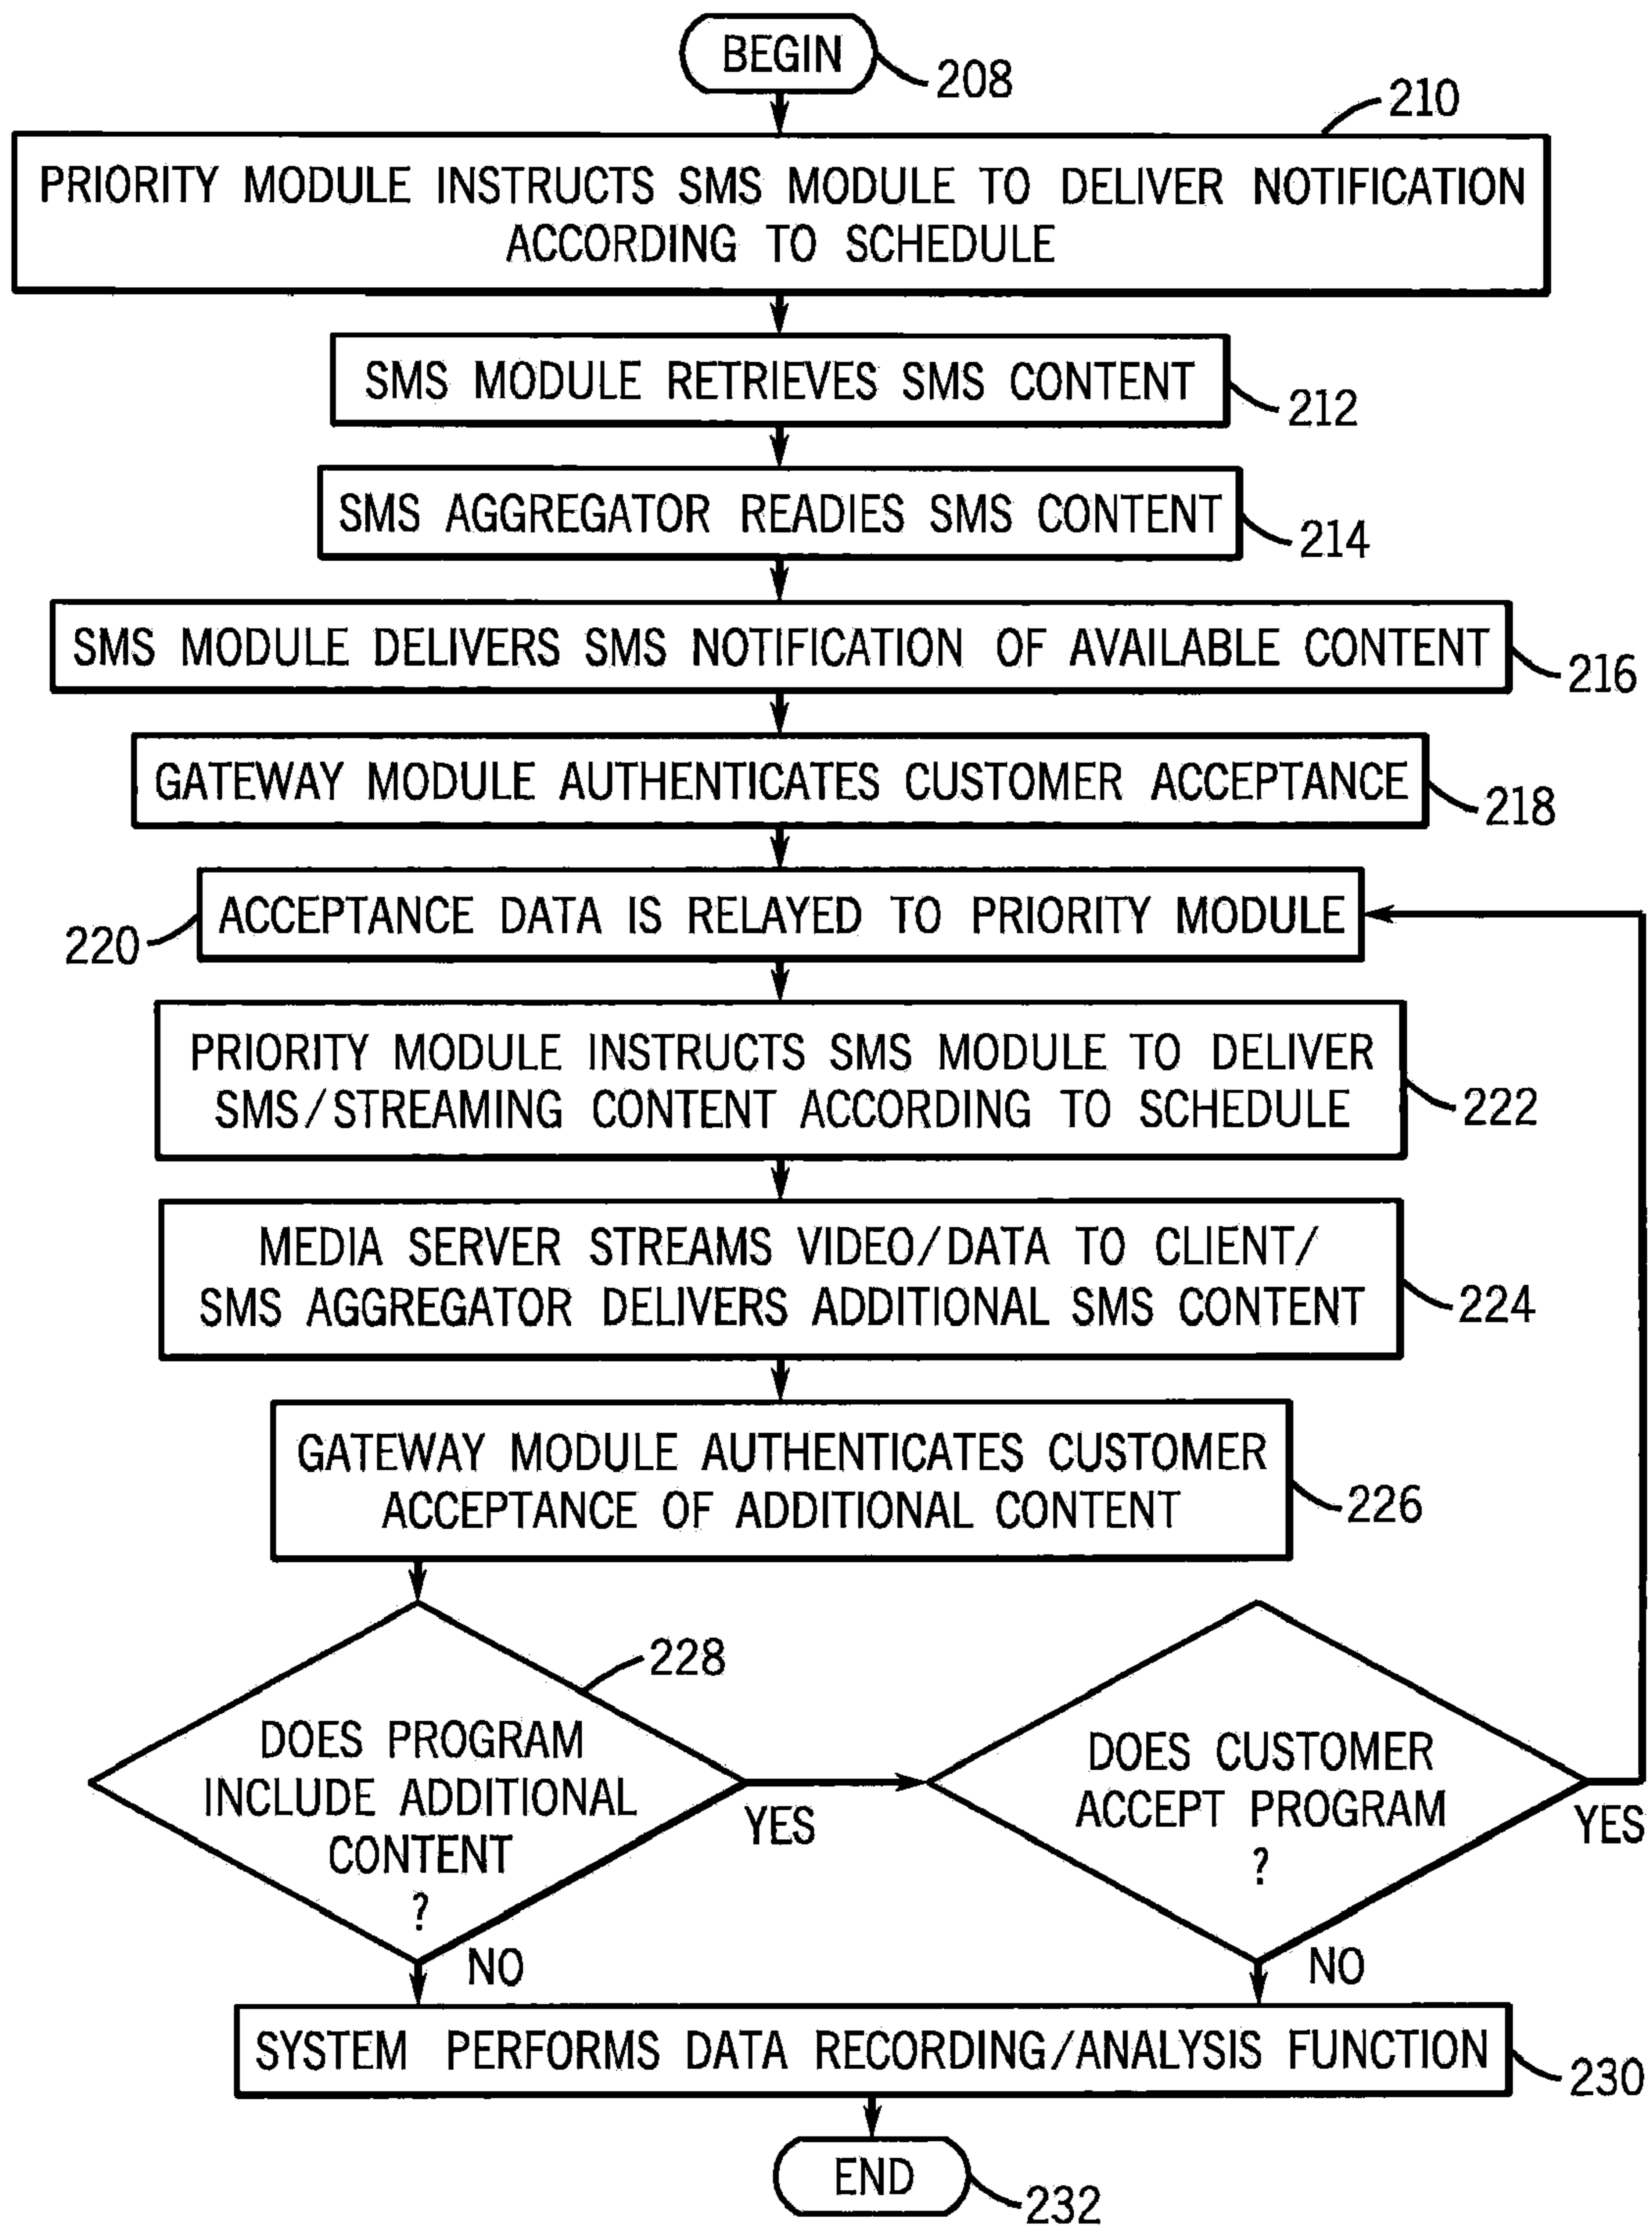 BEGIN
208
210
PRIORITY MODULE INSTRUCTS SMS MODULE TO DELIVER NOTIFICATION
ACCORDING TO SCHEDULE
SMS MODULE RETRIEVES SMS CONTENT
212
SMS AGGREGATOR READIES SMS CONTENT
214
SMS MODULE DELIVERS SMS NOTIFICATION OF AVAILABLE CONTENT
216
GATEWAY MODULE AUTHENTICATES CUSTOMER ACCEPTANCE
218
ACCEPTANCE DATA IS RELAYED TO PRIORITY MODULE
220
PRIORITY MODULE INSTRUCTS SMS MODULE TO DELIVER
SMS/STREAMING CONTENT ACCORDING TO SCHEDULE
222
MEDIA SERVER STREAMS VIDEO/DATA TO CLIENT/
SMS AGGREGATOR DELIVERS ADDITIONAL SMS CONTENT
224
GATEWAY MODULE AUTHENTICATES CUSTOMER
ACCEPTANCE OF ADDITIONAL CONTENT
226
228
DOES PROGRAM
INCLUDE ADDITIONAL
CONTENT
?
YES
NO
DOES CUSTOMER
ACCEPT PROGRAM
?
YES
NO
SYSTEM PERFORMS DATA RECORDING/ANALYSIS FUNCTION
230
END
232